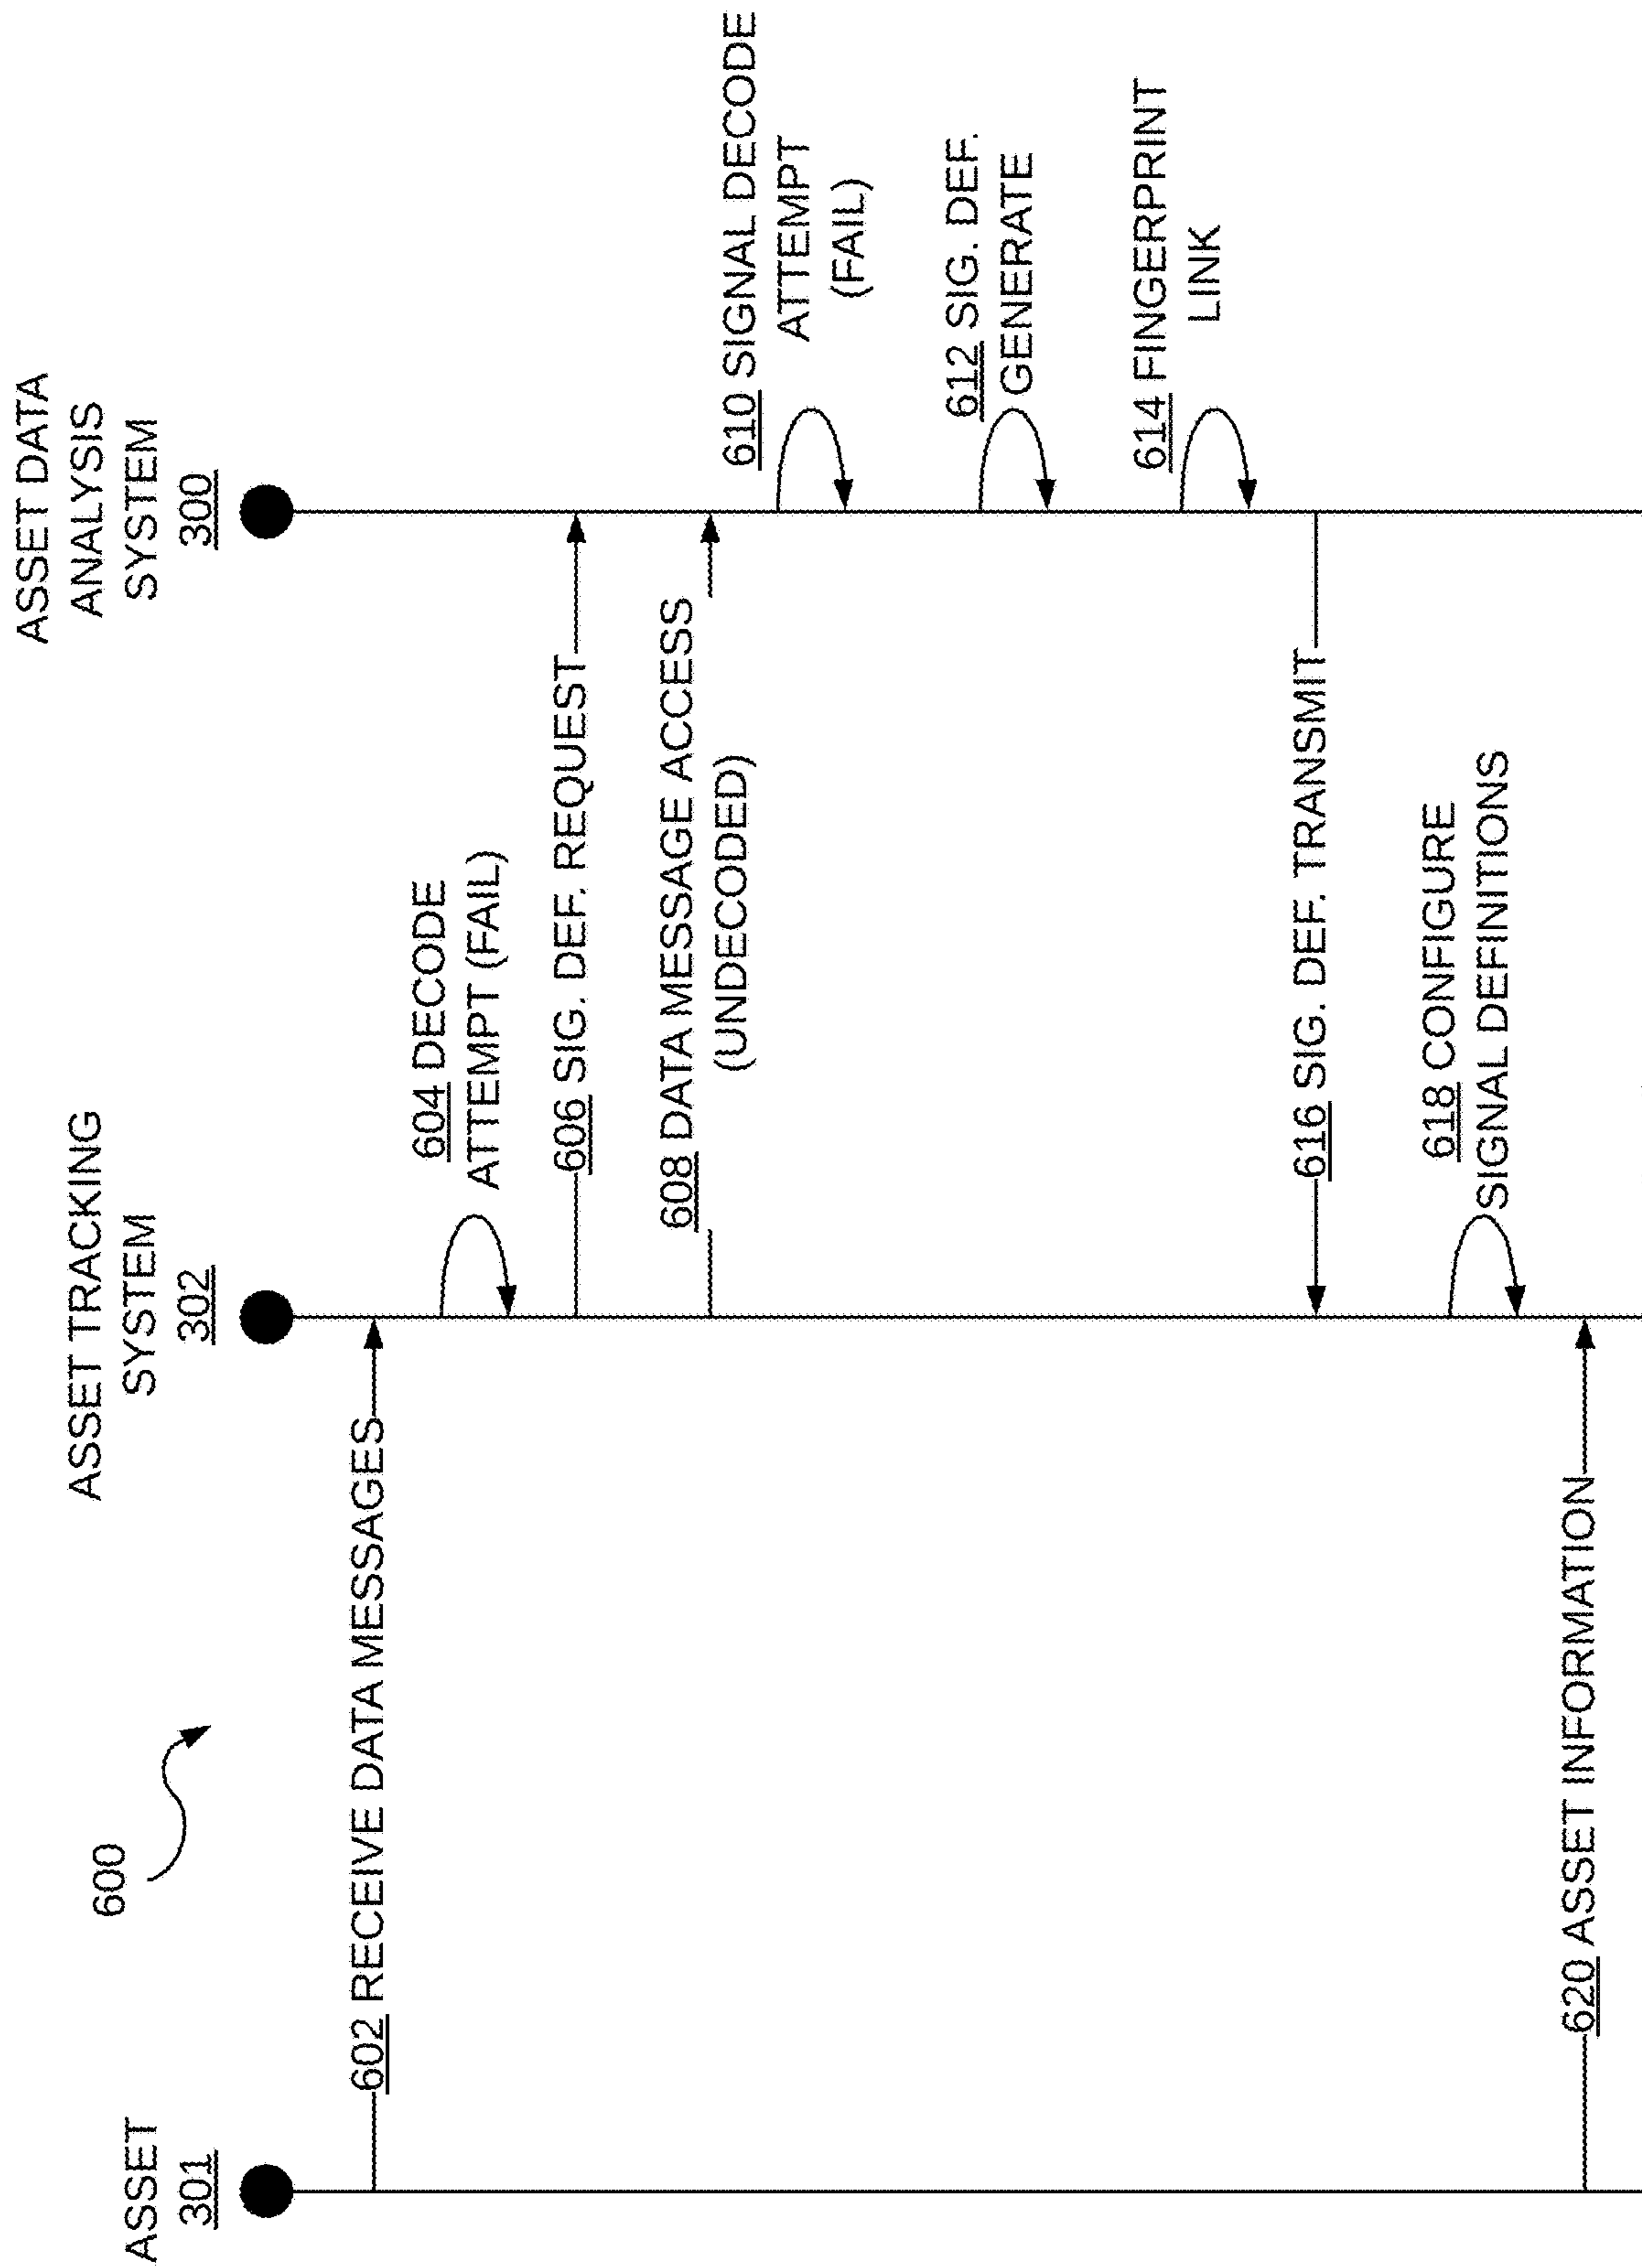 600
ASSET
301
ASSET TRACKING
SYSTEM
302
ASSET DATA
ANALYSIS
SYSTEM
300
602 RECEIVE DATA MESSAGES
604 DECODE
ATTEMPT (FAIL)
606 SIG. DEF. REQUEST
608 DATA MESSAGE ACCESS
(UNDECODED)
610 SIGNAL DECODE
ATTEMPT
(FAIL)
612 SIG. DEF.
GENERATE
614 FINGERPRINT
LINK
616 SIG. DEF. TRANSMIT
618 CONFIGURE
SIGNAL DEFINITIONS
620 ASSET INFORMATION